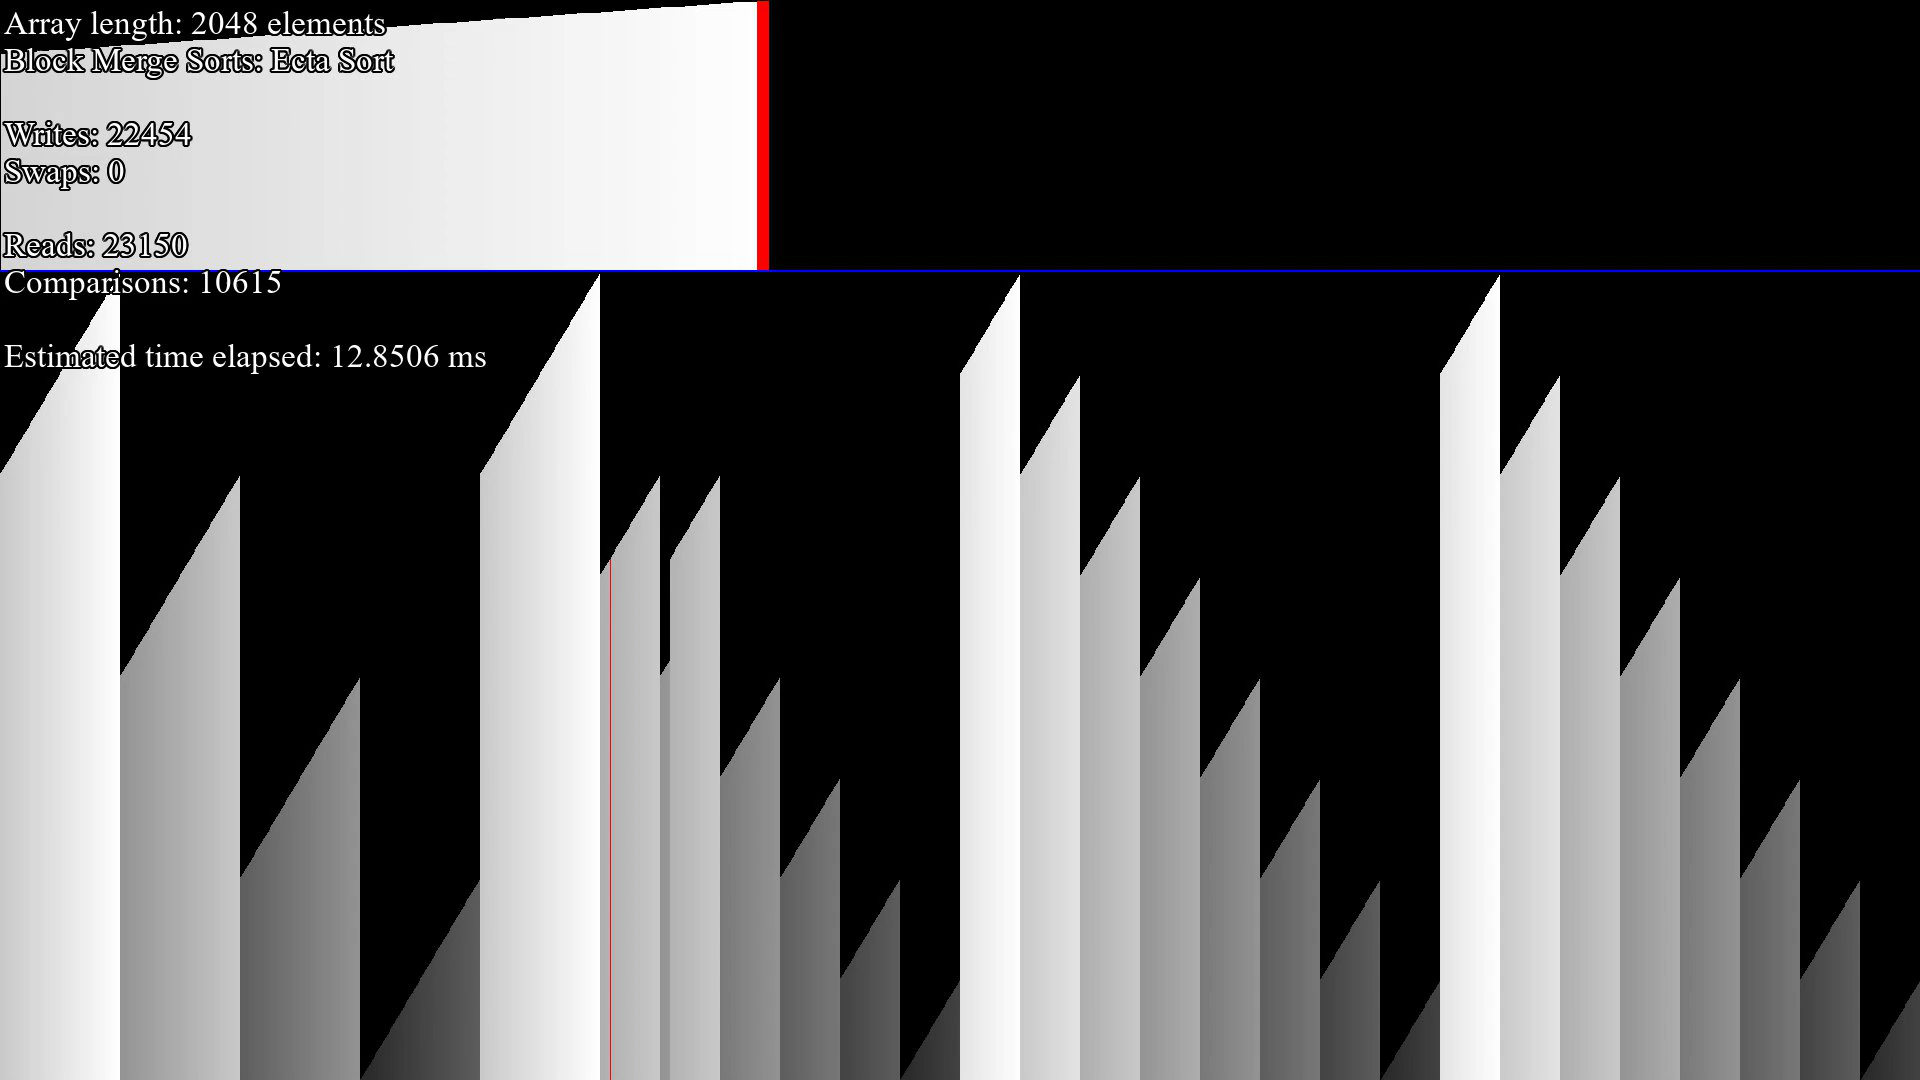 Array length: 2048 elements
Block Merge Sorts: Ecta Sort
Writes: 22454
Swaps: 0
Reads: 23150
Comparisons: 10615
Estimated time elapsed: 12.8506 ms